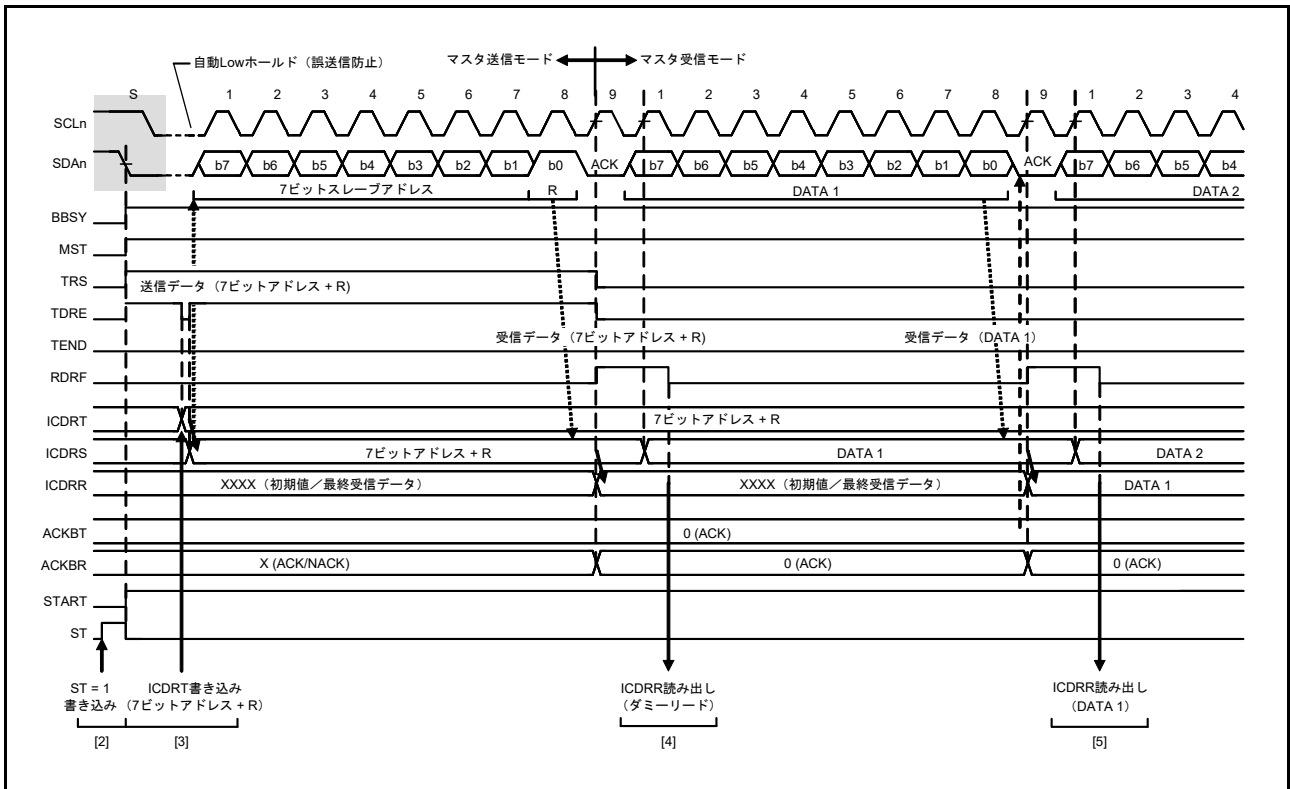 自動Lowホールド（誤送信防止）
マスタ送信モード マスタ受信モード
S 1 2 3 4 5 6 7 8 9 1 2 3 4 5 6 7 8 9 1 2 3 4
SCLn
SDAn b7 b6 b5 b4 b3 b2 b1 b0 ACK b7 b6 b5 b4 b3 b2 b1 b0 ACK b7 b6 b5 b4
7ビットスレーブアドレス R DATA 1 DATA 2
BBSY
MST
TRS
送信データ（7ビットアドレス + R)
TDRE
受信データ（7ビットアドレス + R) 受信データ（DATA 1）
TEND
RDRF
ICDRT 7ビットアドレス + R
ICDRS 7ビットアドレス + R DATA 1 DATA 2
ICDRR XXXX（初期値／最終受信データ） XXXX（初期値／最終受信データ） DATA 1
ACKBT 0 (ACK)
ACKBR X (ACK/NACK) 0 (ACK) 0 (ACK)
START
ST
ST = 1 ICDRT書き込み ICDRR読み出し ICDRR読み出し
書き込み（7ビットアドレス + R） （ダミーリード） （DATA 1）
[2] [3] [4] [5]